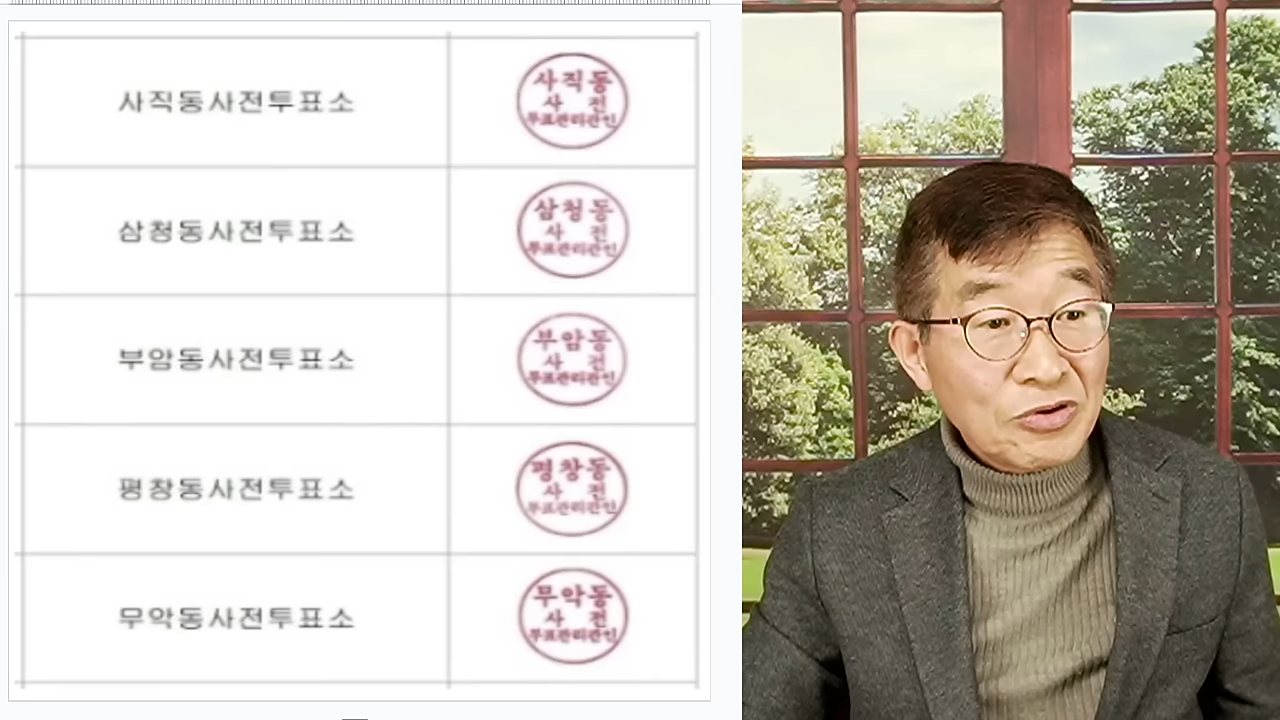 사직동사전투표소
사직동
사 전
투표관리관인
삼청동사전투표소
삼청동
사 전
투표관리관인
부암동사전투표소
부암동
사 전
투표관리관인
평창동사전투표소
평창동
사 전
투표관리관인
무악동사전투표소
무악동
사 전
투표관리관인